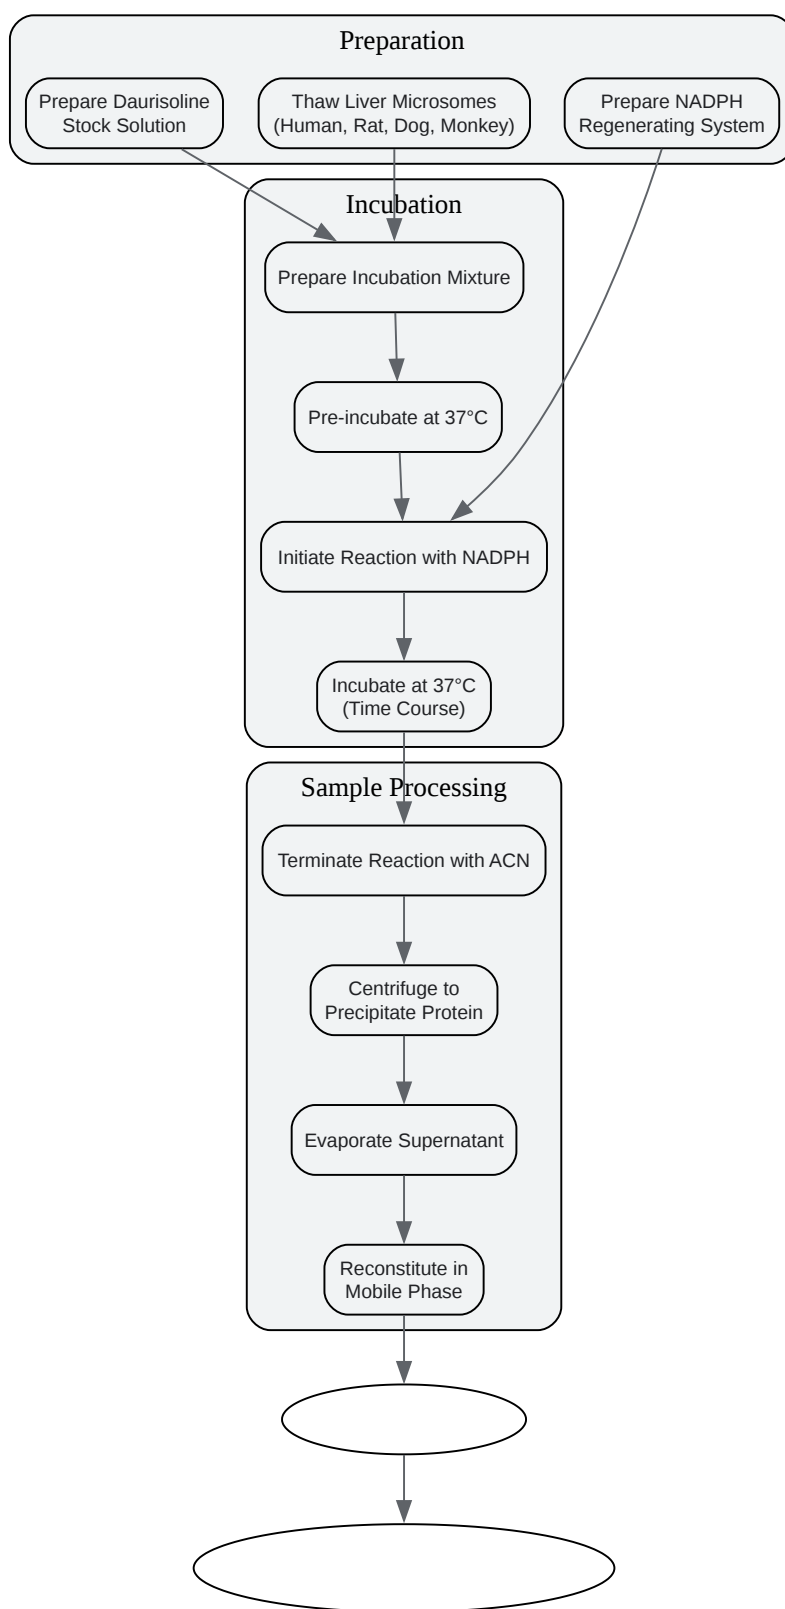 Preparation
Prepare Daurisoline
Stock Solution
Thaw Liver Microsomes
(Human, Rat, Dog, Monkey)
Prepare NADPH
Regenerating System
Incubation
Prepare Incubation Mixture
Pre-incubate at 37°C
Initiate Reaction with NADPH
Incubate at 37°C
(Time Course)
Sample Processing
Terminate Reaction with ACN
Centrifuge to
Precipitate Protein
Evaporate Supernatant
Reconstitute in
Mobile Phase